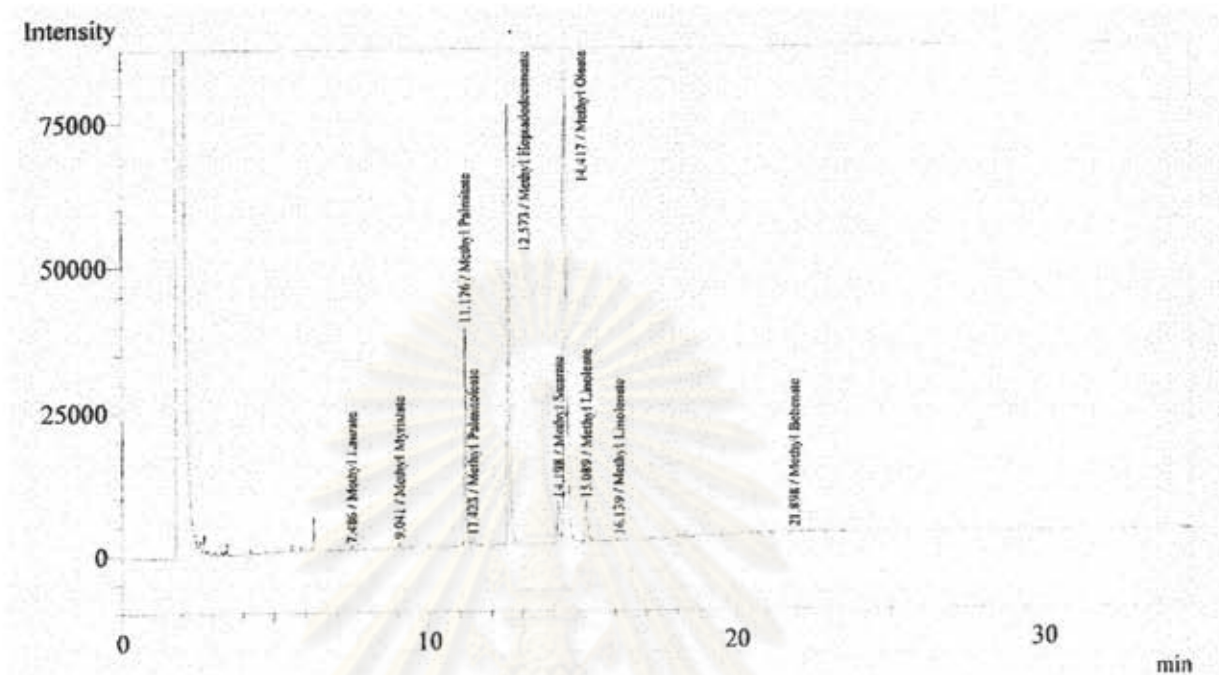 Intensity
75000
50000
25000
0
7.486 / Methyl Laurate
9.041 / Methyl Myristate
11.176 / Methyl Palmitate
11.423 / Methyl Palmitoleate
12.573 / Methyl Heptadodecanoate
14.198 / Methyl Stearate
14.417 / Methyl Oleate
15.089 / Methyl Linoleate
16.139 / Methyl Linolenate
21.898 / Methyl Behenate
0
10
20
30
min